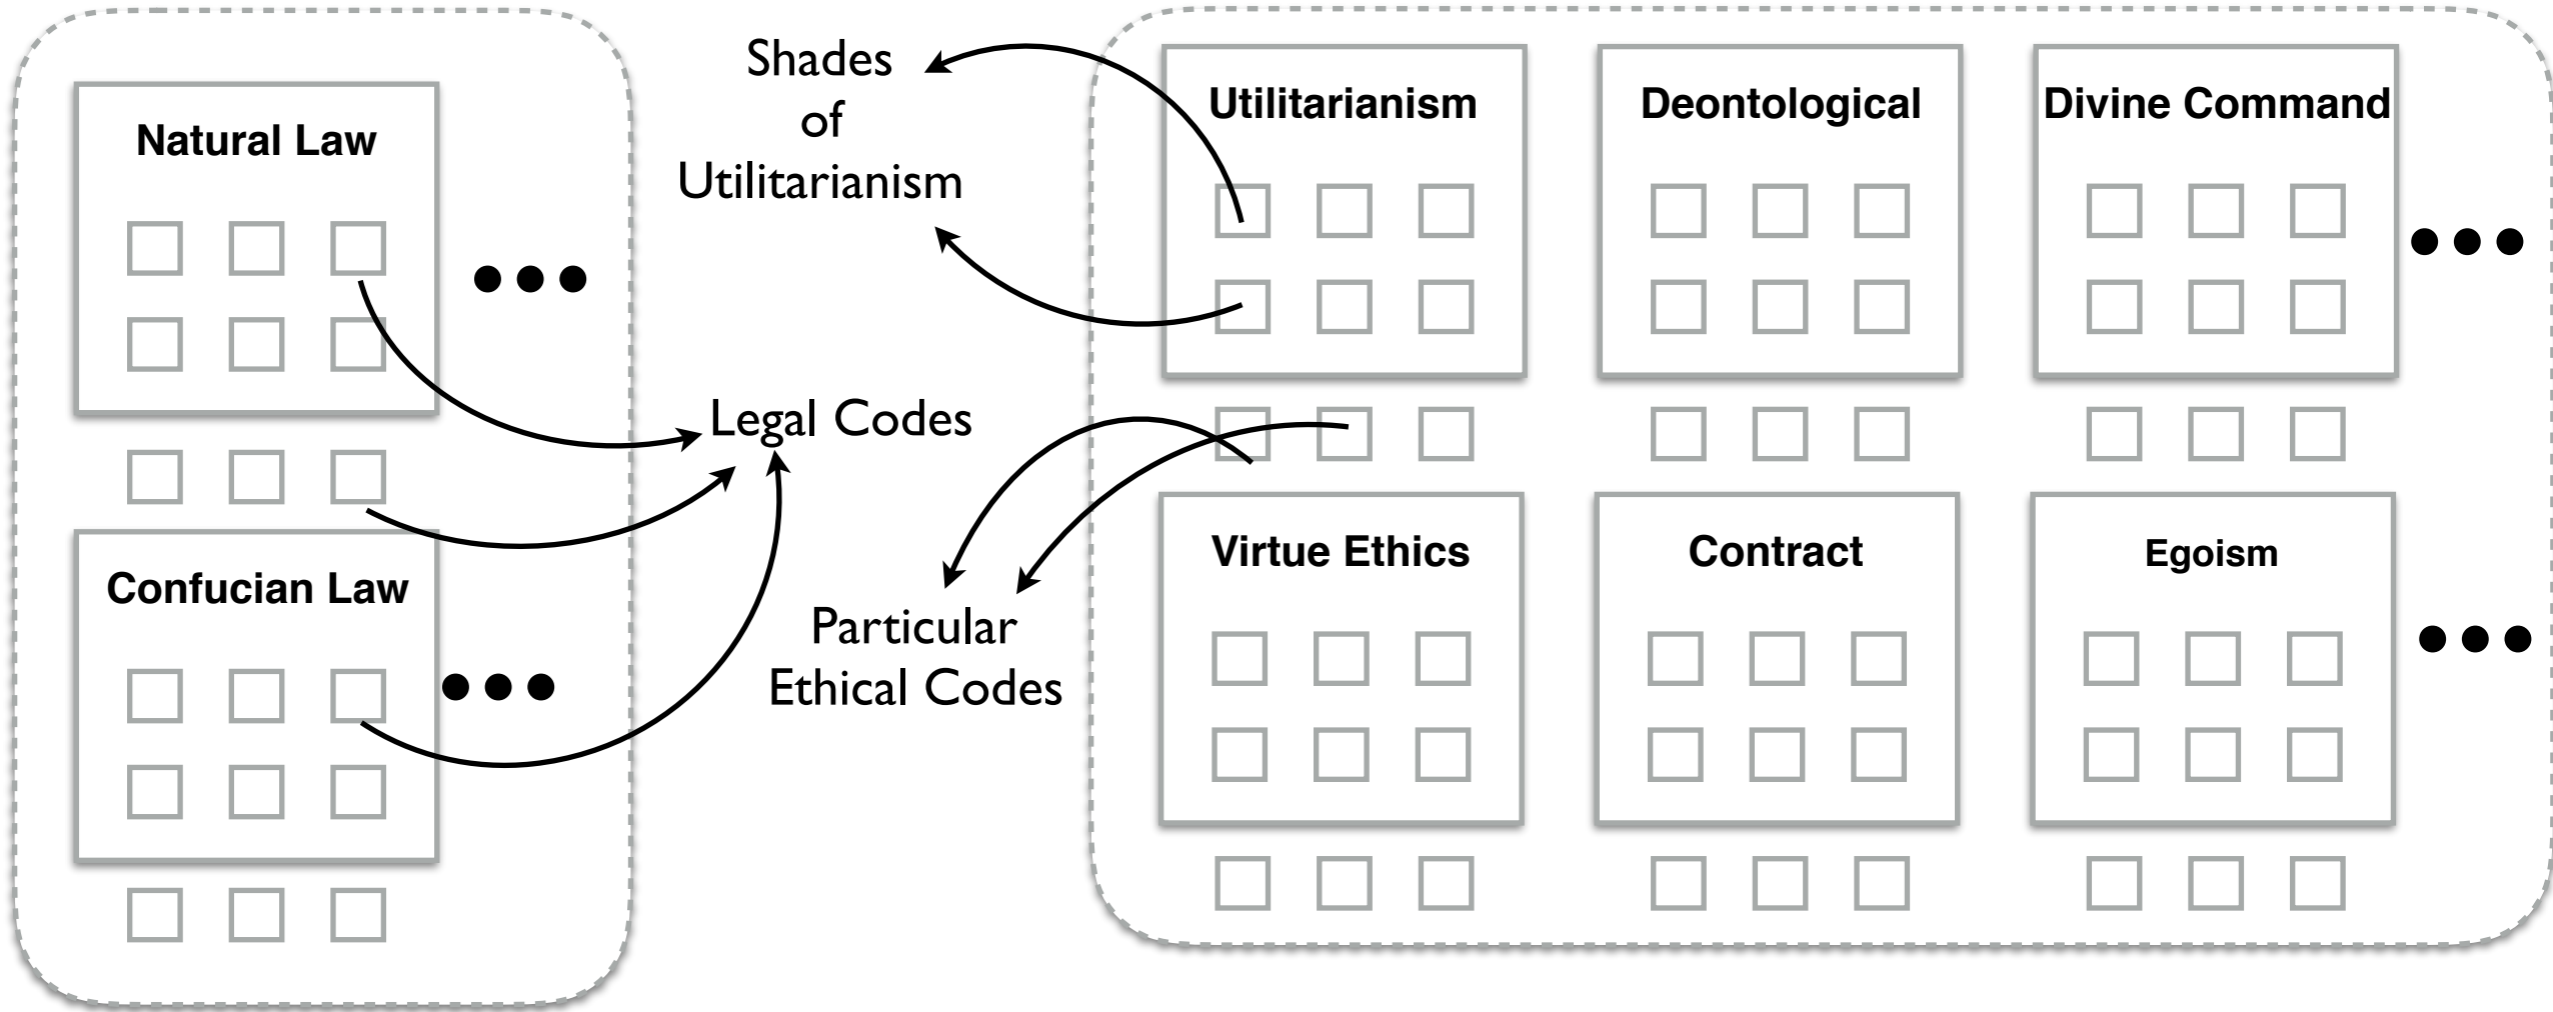 Natural Law
Confucian Law
Shades
of
Utilitarianism
Legal Codes
Particular
Ethical Codes
Utilitarianism
Deontological
Divine Command
Virtue Ethics
Contract
Egoism